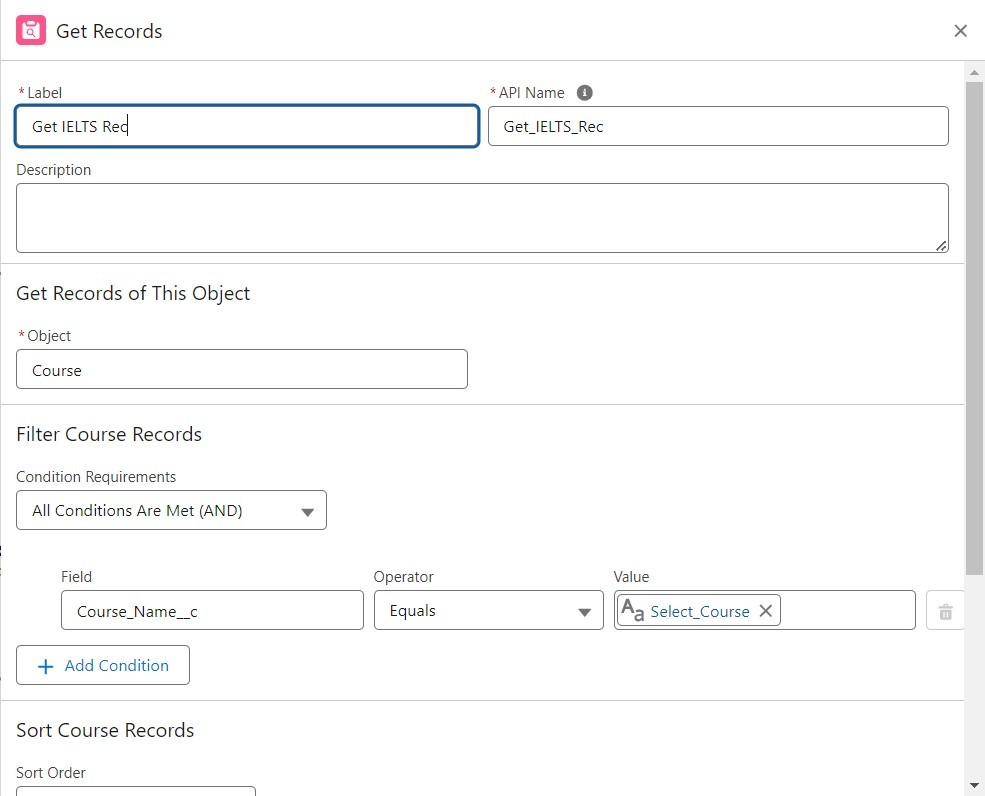 Get Records
* Label
* API Name
Get IELTS Rec
Get_IELTS_Rec
Description
Get Records of This Object
* Object
Course
Filter Course Records
Condition Requirements
All Conditions Are Met (AND)
Field
Operator
Value
Course_Name__c
Equals
Aa Select_Course
Add Condition
Sort Course Records
Sort Order